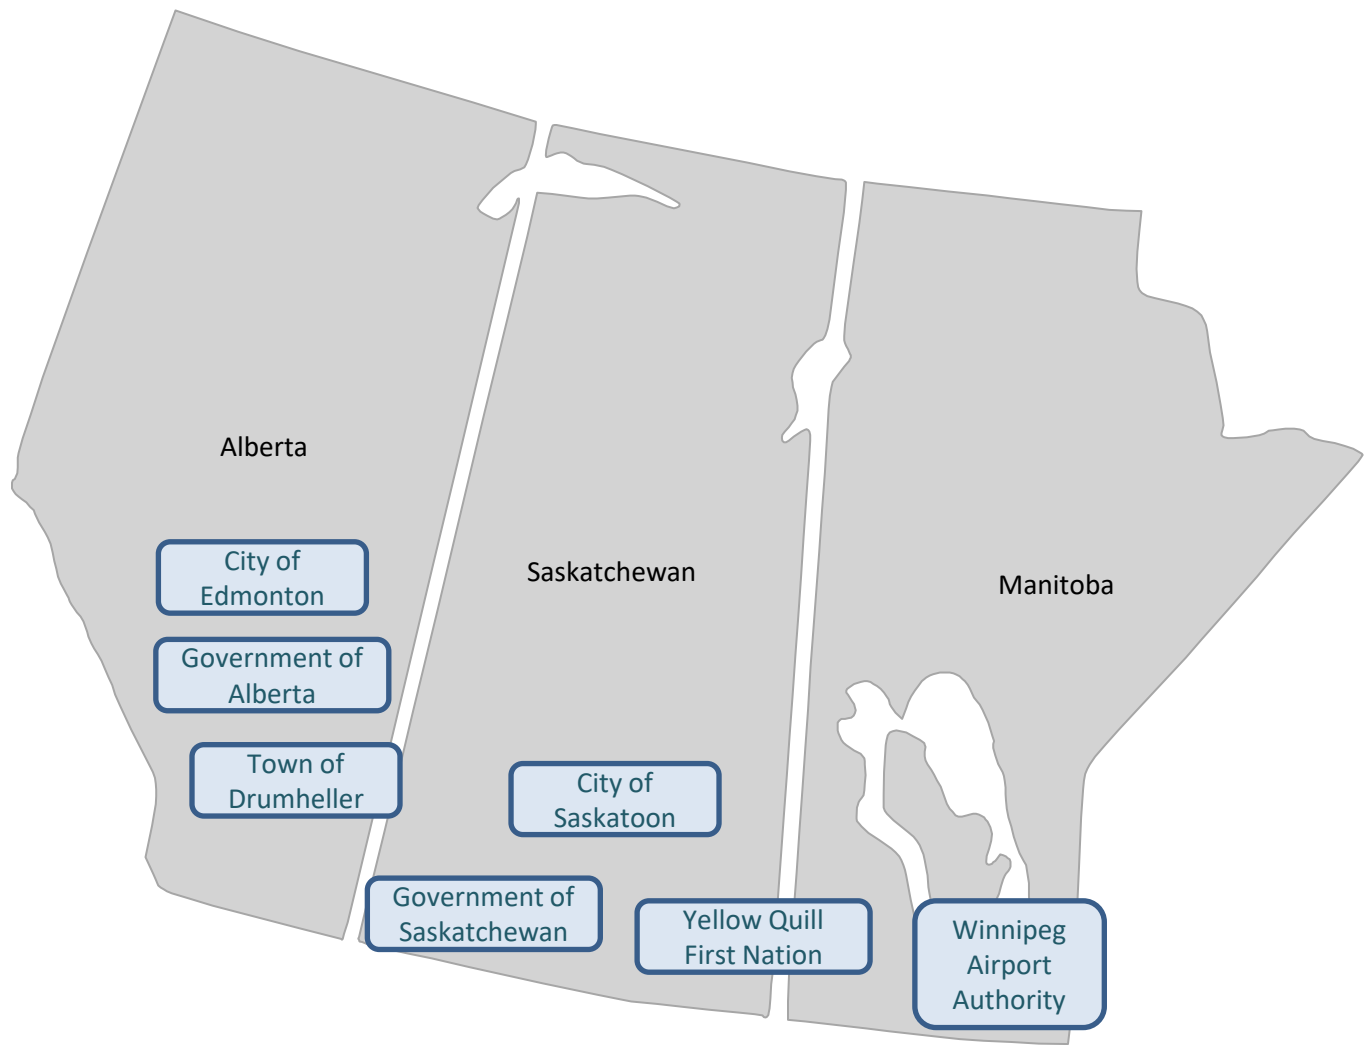 Alberta
City of
Edmonton
Saskatchewan
Manitoba
Government of
Alberta
Town of
Drumheller
City of
Saskatoon
Government of
Saskatchewan
Yellow Quill
First Nation
Winnipeg
Airport
Authority